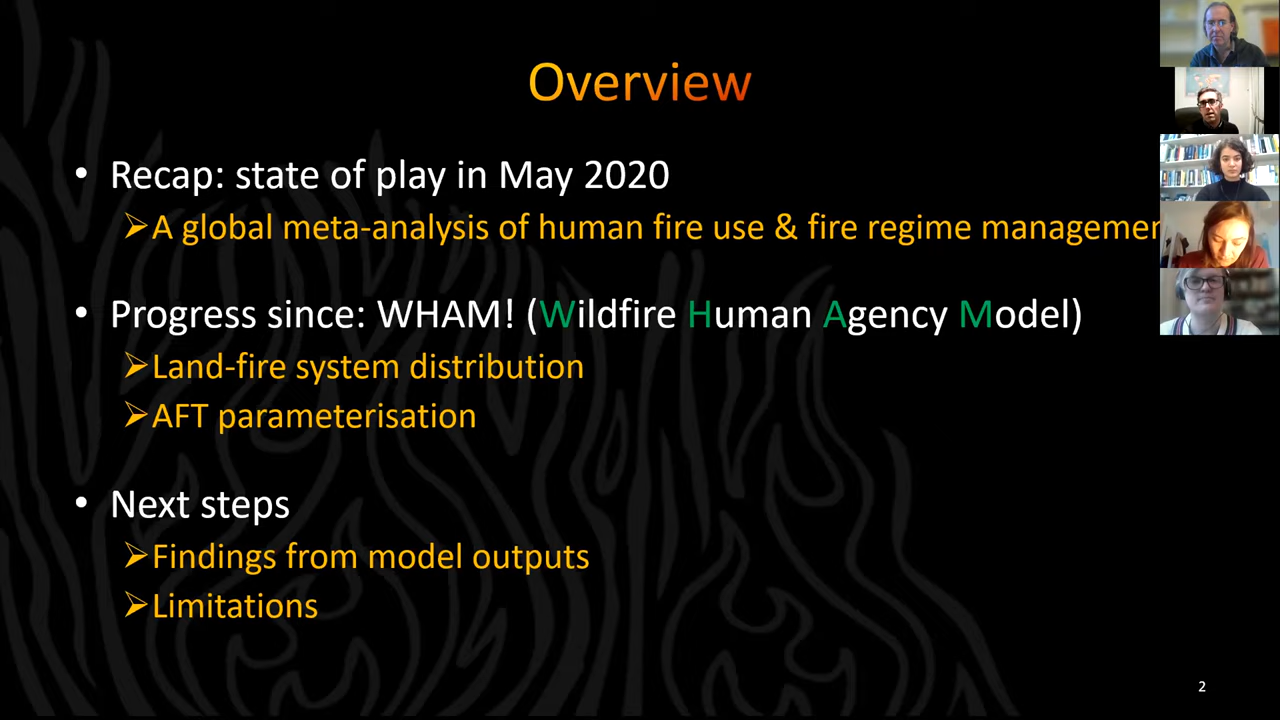 Overview
• Recap: state of play in May 2020
➢A global meta-analysis of human fire use & fire regime managemen
• Progress since: WHAM! (Wildfire Human Agency Model)
➢Land-fire system distribution
➢AFT parameterisation
• Next steps
➢Findings from model outputs
➢Limitations
2